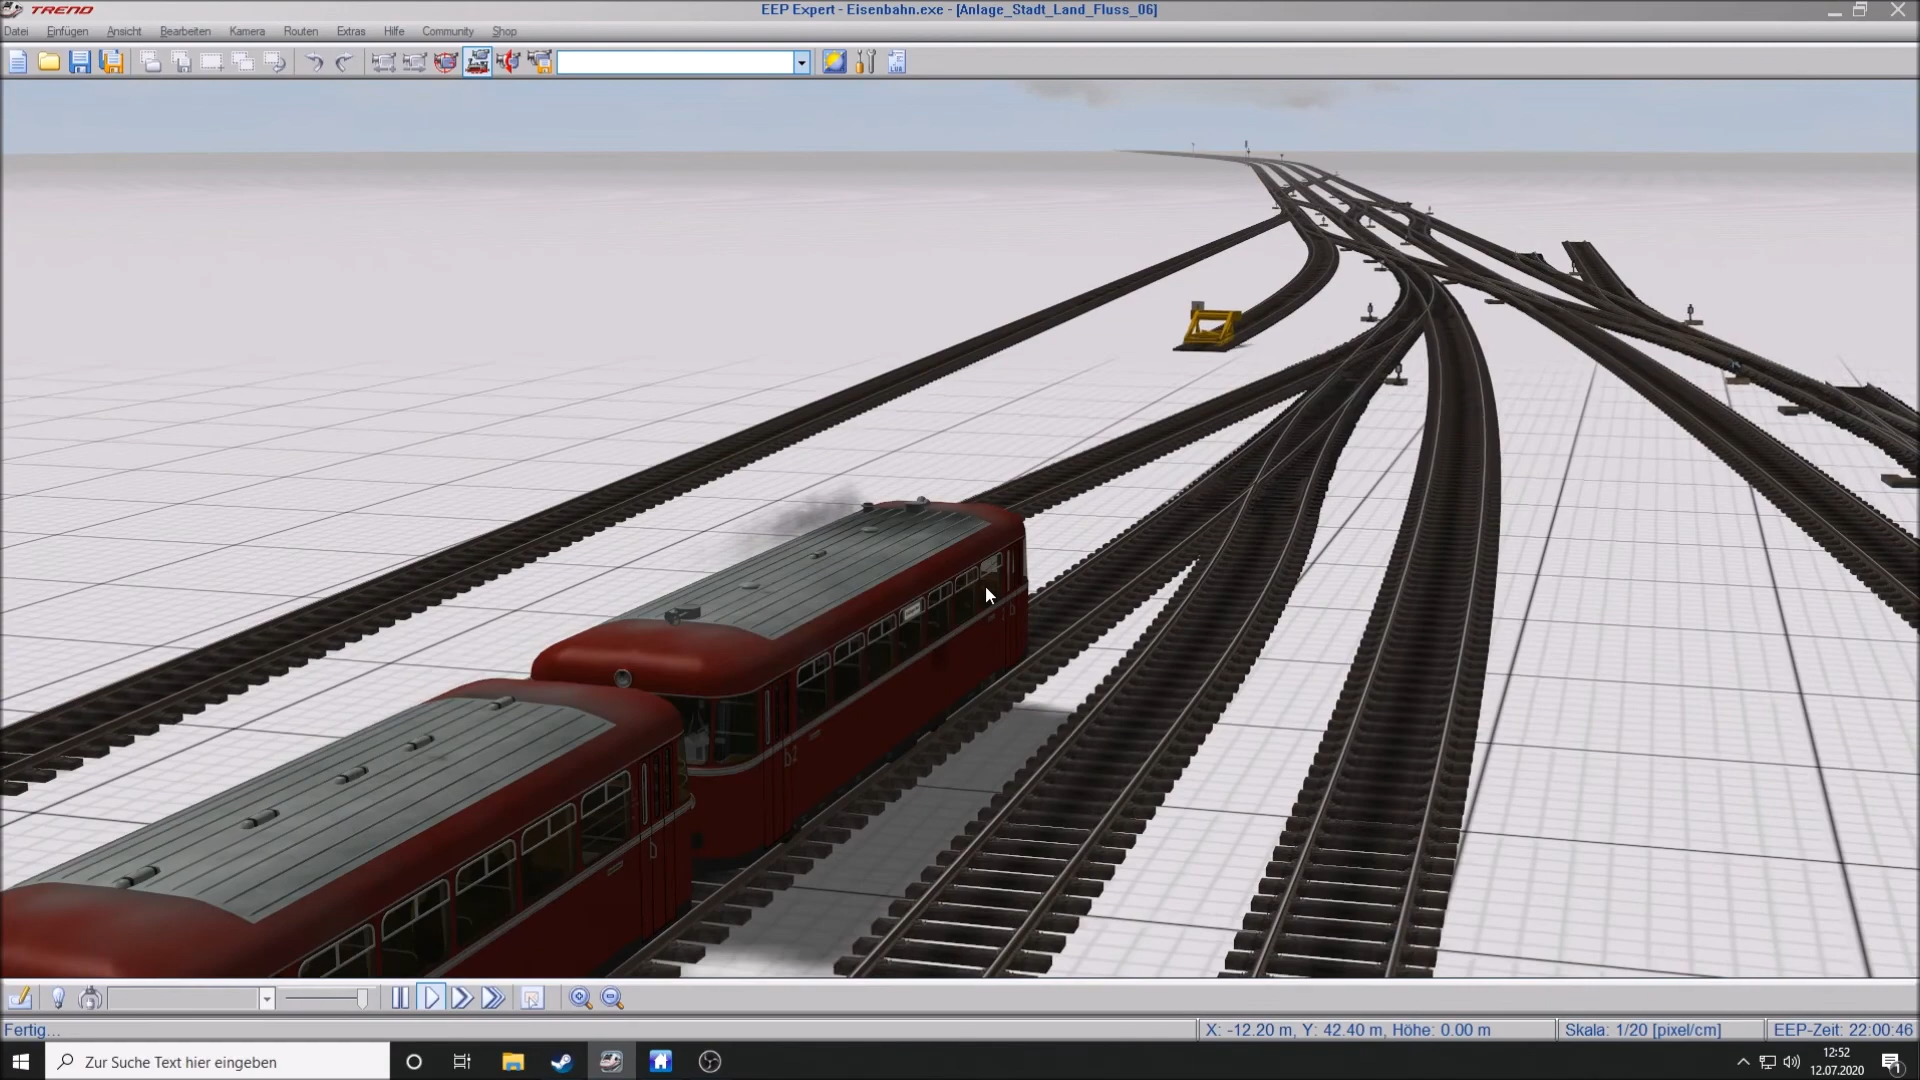 TREND
EEP Expert - Eisenbahn.exe - [Anlage_Stadt_Land_Fluss_06]
Datei Einfügen Ansicht Bearbeiten Kamera Routen Extras Hilfe Community Shop
LUA
Fertig...
X: -12.20 m, Y: 42.40 m, Höhe: 0.00 m
Skala: 1/20 [pixel/cm]
EEP-Zeit: 22:00:46
Zur Suche Text hier eingeben
12:52
12.07.2020
1